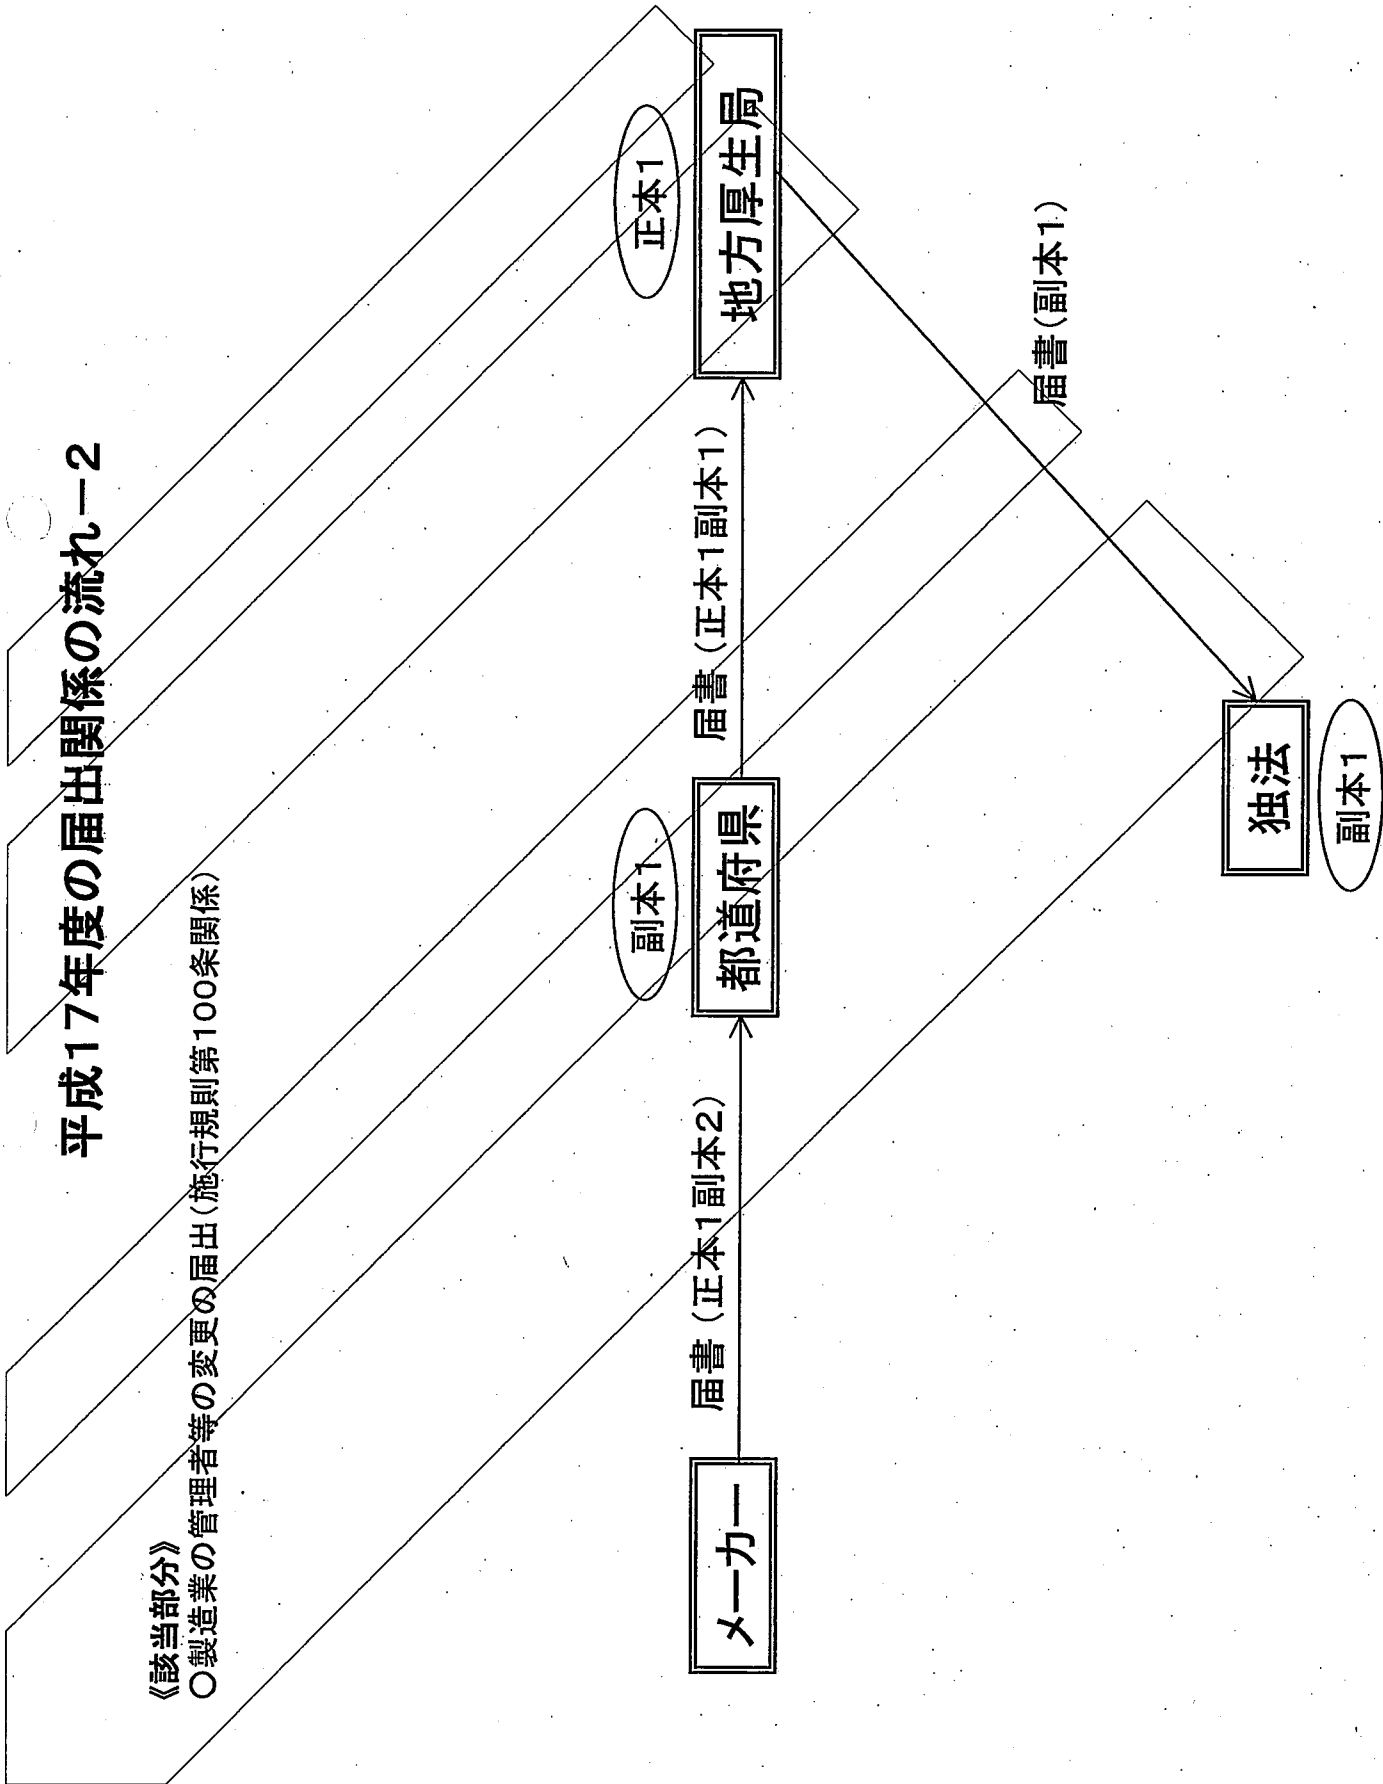 平成17年度の届出関係の流れー2
《該当部分》
○製造業の管理者等の変更の届出(施行規則第100条関係)
副本1
正本1
メーカー
届書(正本1副本2)
都道府県
届書(正本1副本1)
地方厚生局
届書(副本1)
独法
副本1